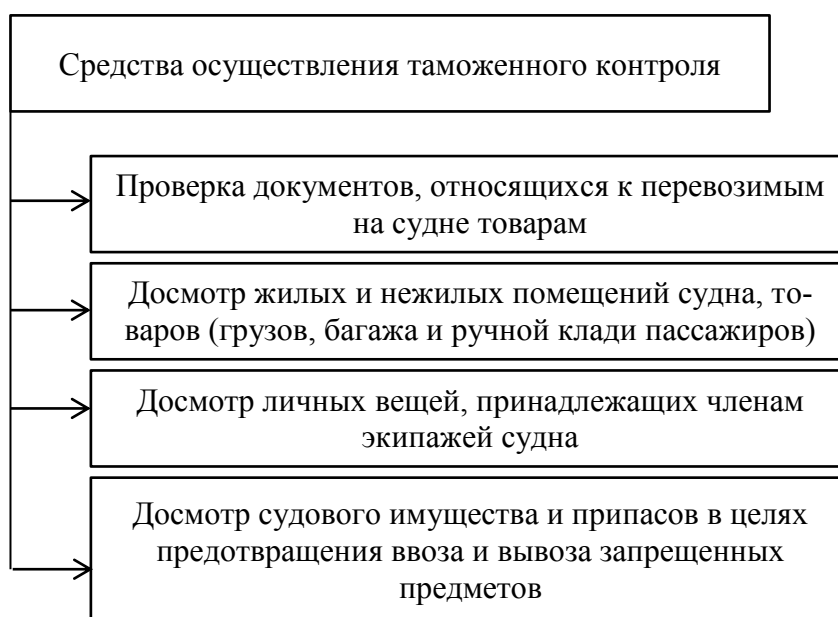 Средства осуществления таможенного контроля
Проверка документов, относящихся к перевозимым
на судне товарам
Досмотр жилых и нежилых помещений судна, то-
варов (грузов, багажа и ручной клади пассажиров)
Досмотр личных вещей, принадлежащих членам
экипажей судна
Досмотр судового имущества и припасов в целях
предотвращения ввоза и вывоза запрещенных
предметов